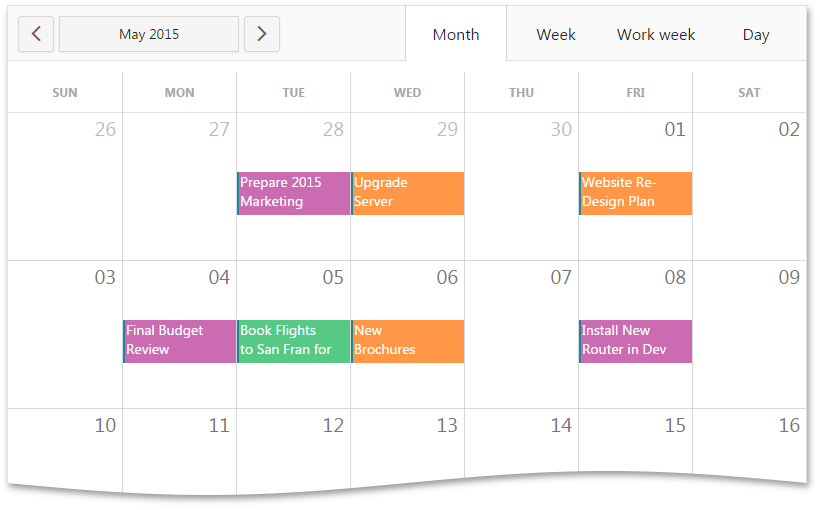 May 2015
Month Week Work week Day
SUN MON TUE WED THU FRI SAT
26 27 28 29 30 01 02
Prepare 2015
Marketing
Upgrade
Server
Website Re-
Design Plan
03 04 05 06 07 08 09
Final Budget
Review
Book Flights
to San Fran for
New
Brochures
Install New
Router in Dev
10 11 12 13 14 15 16